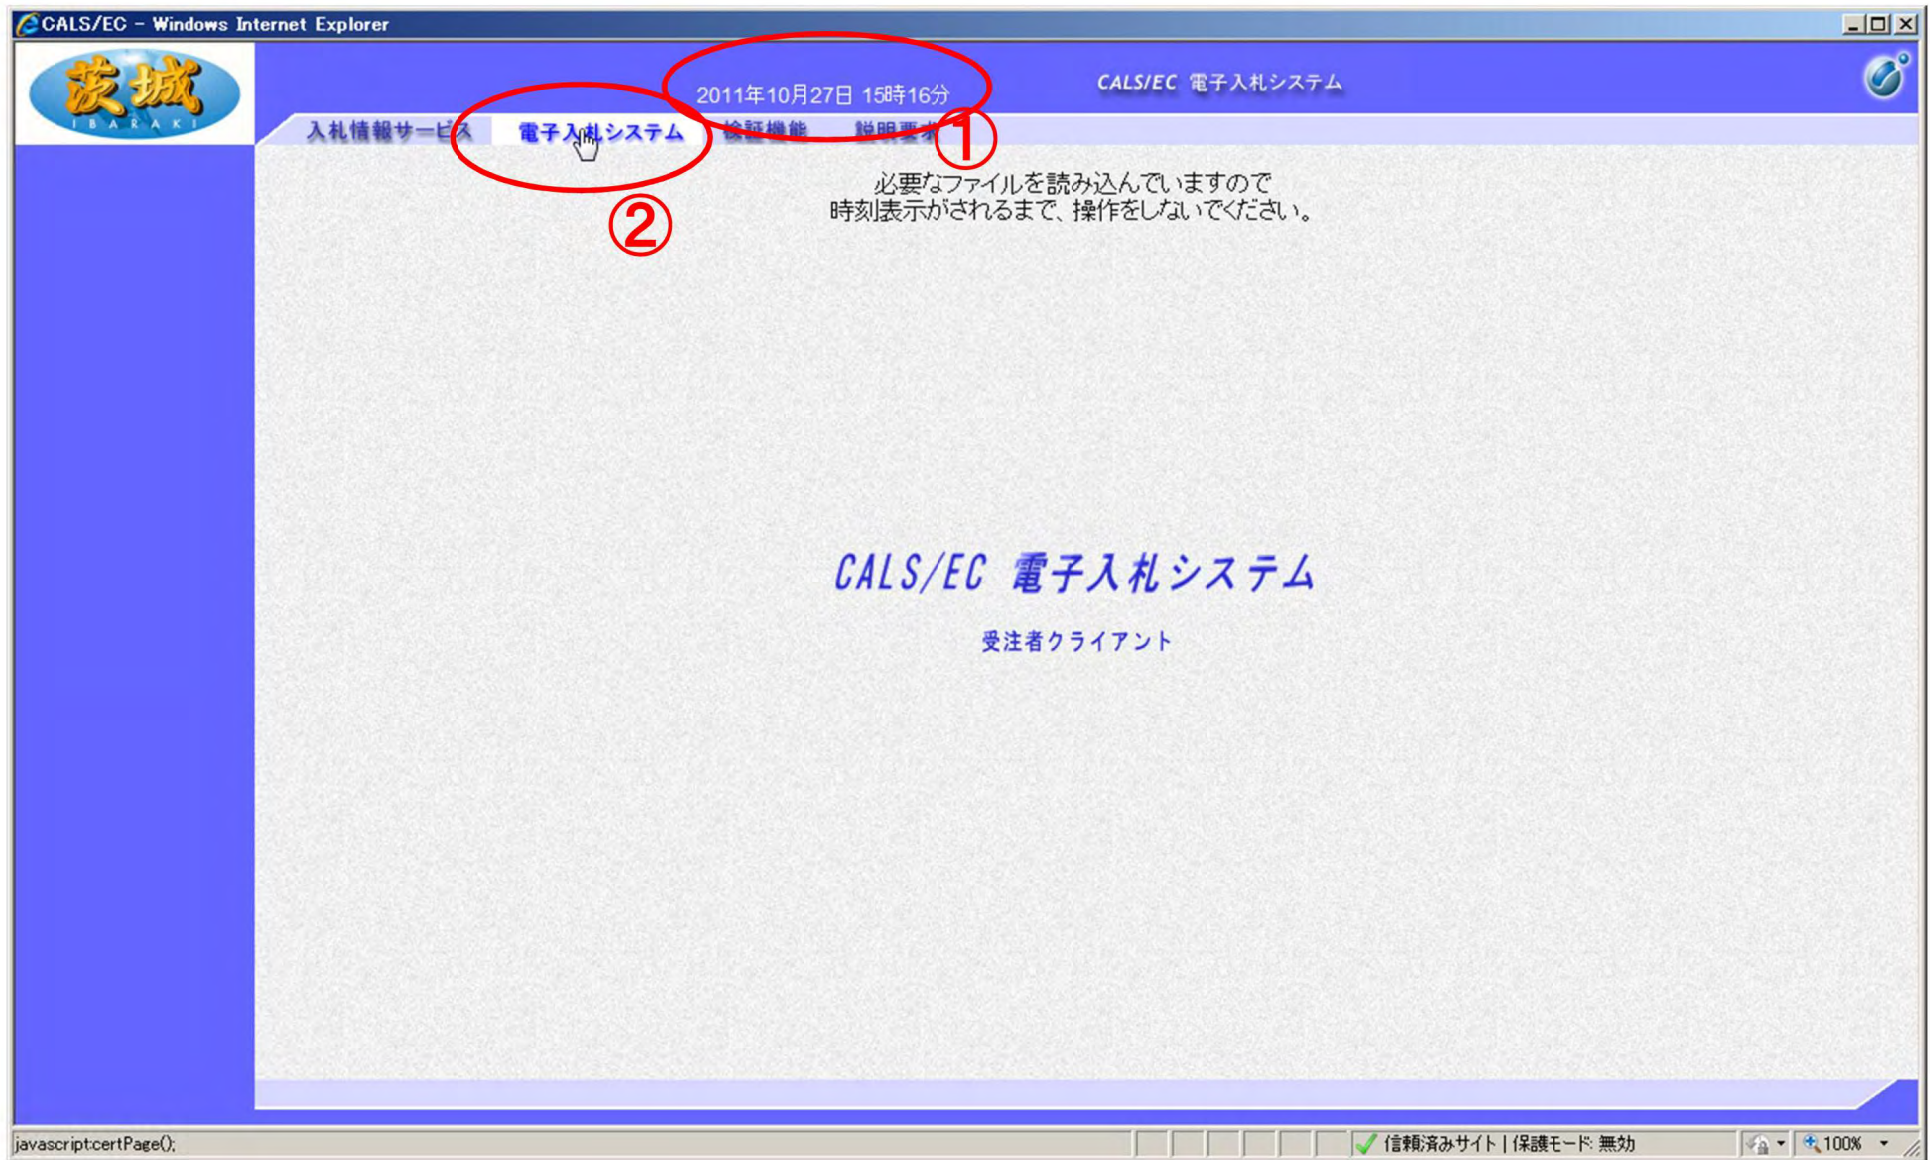 CALS/EC - Windows Internet Explorer
茨城
IBARAKI
2011年10月27日 15時16分
CALS/EC 電子入札システム
入札情報サービス 電子入札システム 検証機能 説明要求
①
②
必要なファイルを読み込んでいますので
時刻表示がされるまで、操作をしないでください。
CALS/EC 電子入札システム
受注者クライアント
javascript:certPage();
信頼済みサイト | 保護モード: 無効
100%